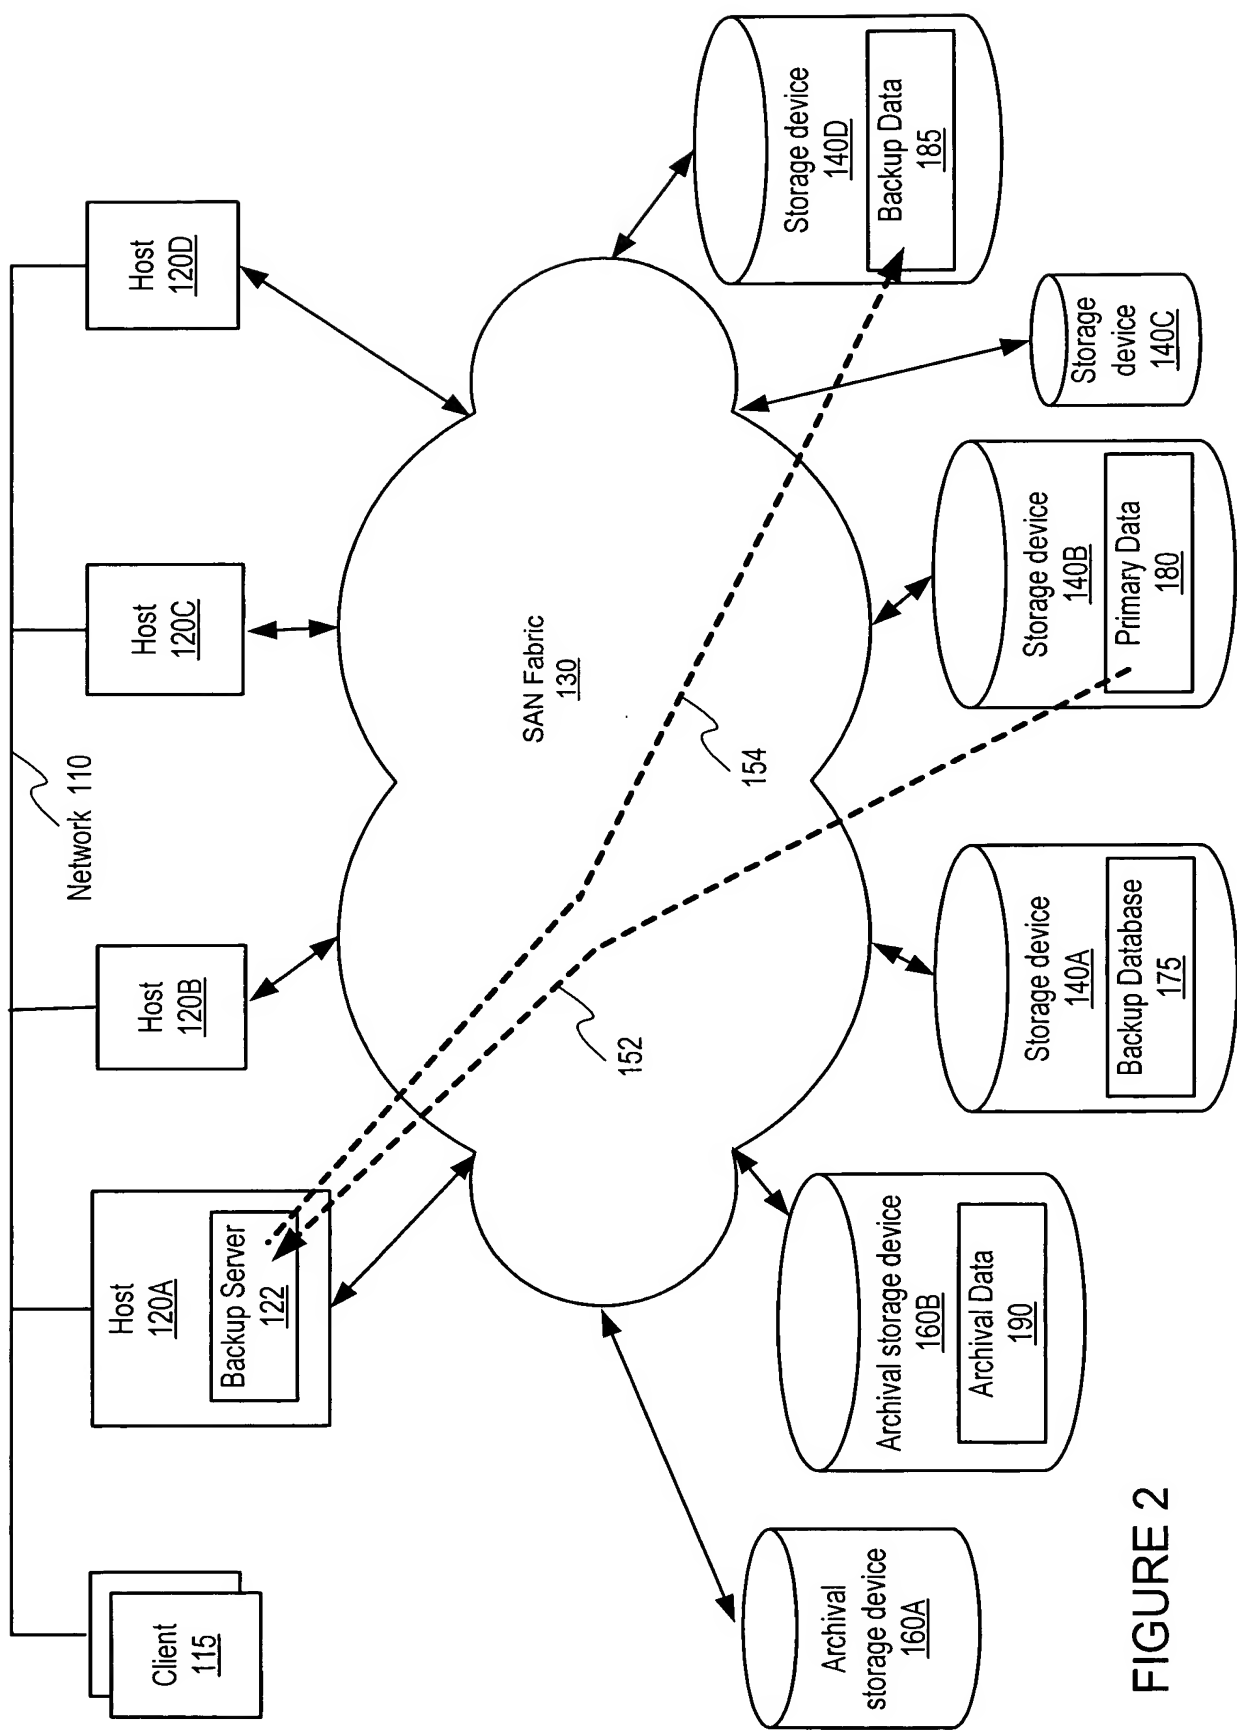 Network 110
Client
115
Host
120A
Backup Server
122
Host
120B
Host
120C
Host
120D
SAN Fabric
130
152
154
Archival
storage device
160A
Archival storage device
160B
Archival Data
190
Storage device
140A
Backup Database
175
Storage device
140B
Primary Data
180
Storage
device
140C
Storage device
140D
Backup Data
185
FIGURE 2